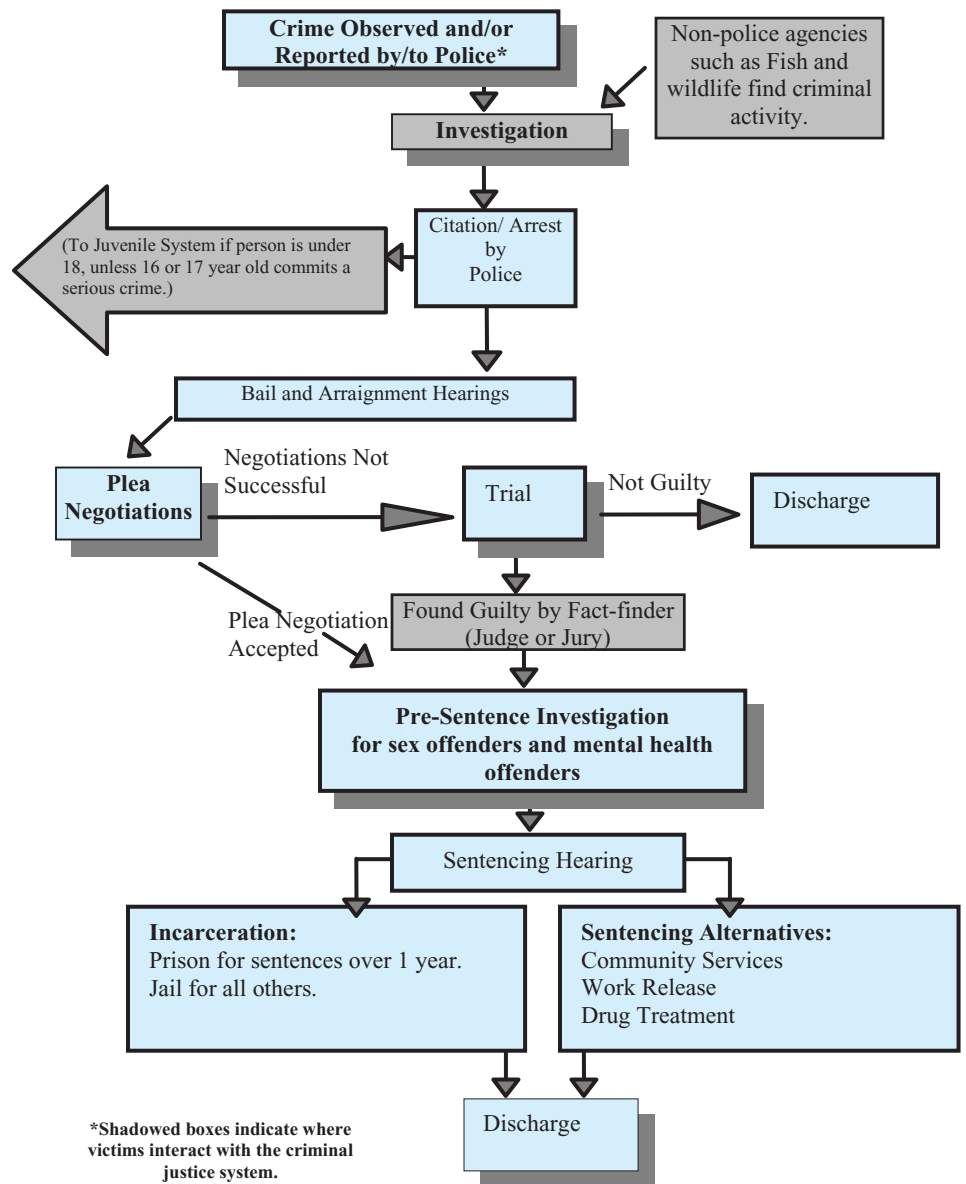 Crime Observed and/or
Reported by/to Police*
Non-police agencies
such as Fish and
wildlife find criminal
activity.
Investigation
(To Juvenile System if person is under
18, unless 16 or 17 year old commits a
serious crime.)
Citation/ Arrest
by
Police
Bail and Arraignment Hearings
Plea
Negotiations
Negotiations Not
Successful
Trial
Not Guilty
Discharge
Plea Negotiation
Accepted
Found Guilty by Fact-finder
(Judge or Jury)
Pre-Sentence Investigation
for sex offenders and mental health
offenders
Sentencing Hearing
Incarceration:
Prison for sentences over 1 year.
Jail for all others.
Sentencing Alternatives:
Community Services
Work Release
Drug Treatment
Discharge
*Shadowed boxes indicate where
victims interact with the criminal
justice system.